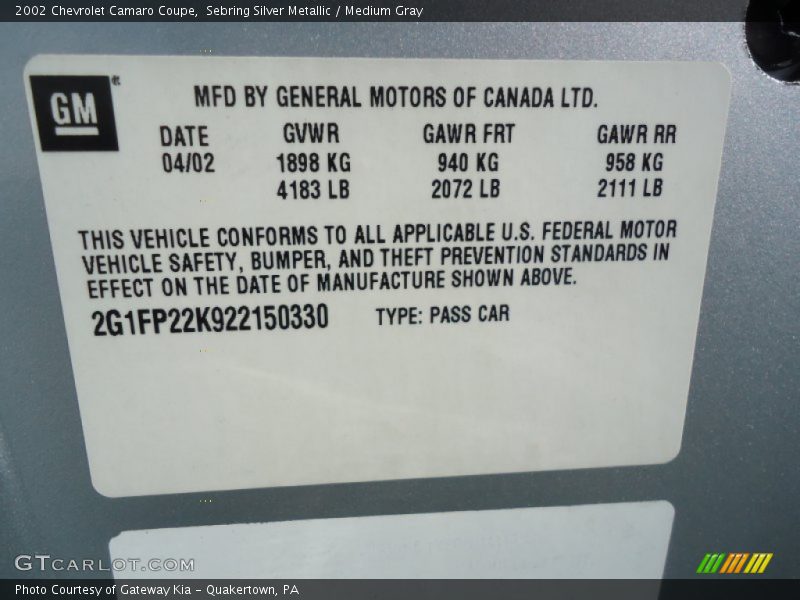 2002 Chevrolet Camaro Coupe, Sebring Silver Metallic / Medium Gray
GM®
MFD BY GENERAL MOTORS OF CANADA LTD.
DATE GVWR GAWR FRT GAWR RR
04/02 1898 KG 940 KG 958 KG
4183 LB 2072 LB 2111 LB
THIS VEHICLE CONFORMS TO ALL APPLICABLE U.S. FEDERAL MOTOR
VEHICLE SAFETY, BUMPER, AND THEFT PREVENTION STANDARDS IN
EFFECT ON THE DATE OF MANUFACTURE SHOWN ABOVE.
2G1FP22K922150330 TYPE: PASS CAR
GTCARLOT.COM
Photo Courtesy of Gateway Kia - Quakertown, PA